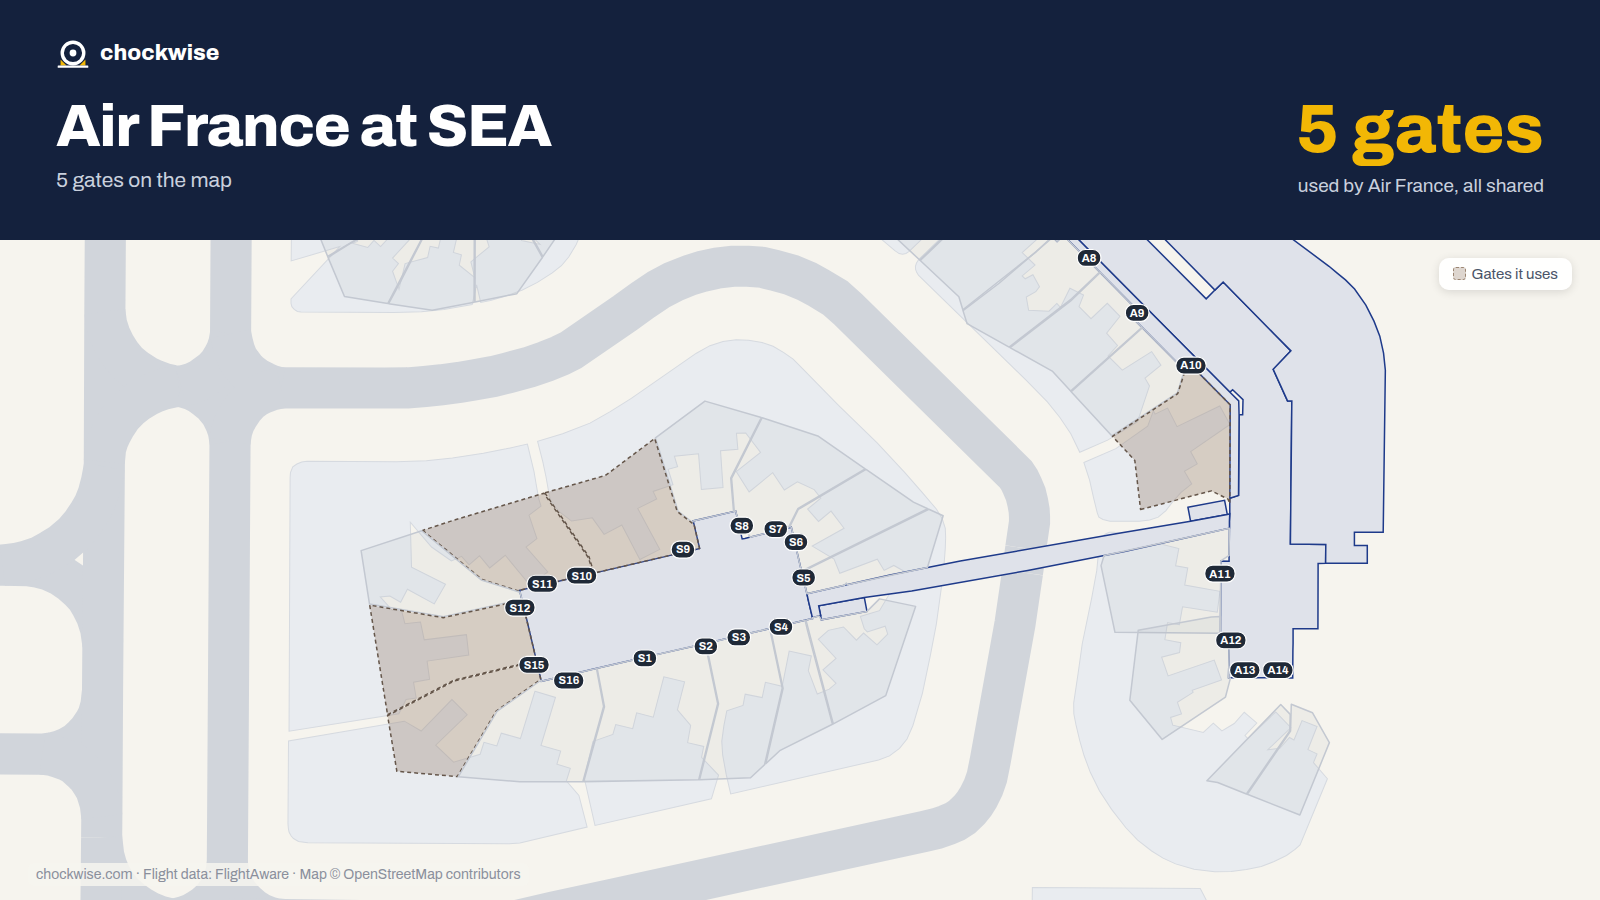 chockwise
Air France at SEA
5 gates on the map
5 gates
used by Air France, all shared
Gates it uses
A8
A9
A10
S8
S7
S6
S9
S10
S11
S5
A11
S12
S4
S3
S2
S1
A12
S15
S16
A13
A14
chockwise.com · Flight data: FlightAware · Map © OpenStreetMap contributors